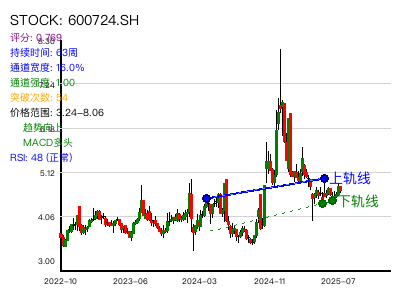 STOCK: 600724.SH
评分: 0.769
持续时间: 63周
通道宽度: 16.0%
通道强度: 1.00
突破次数: 54
价格范围: 3.24–8.06
趋势向上
MACD多头
RSI: 48 (正常)
5.12
4.06
3.00
上轨线
下轨线
2022–10
2023–06
2024–03
2024–11
2025–07